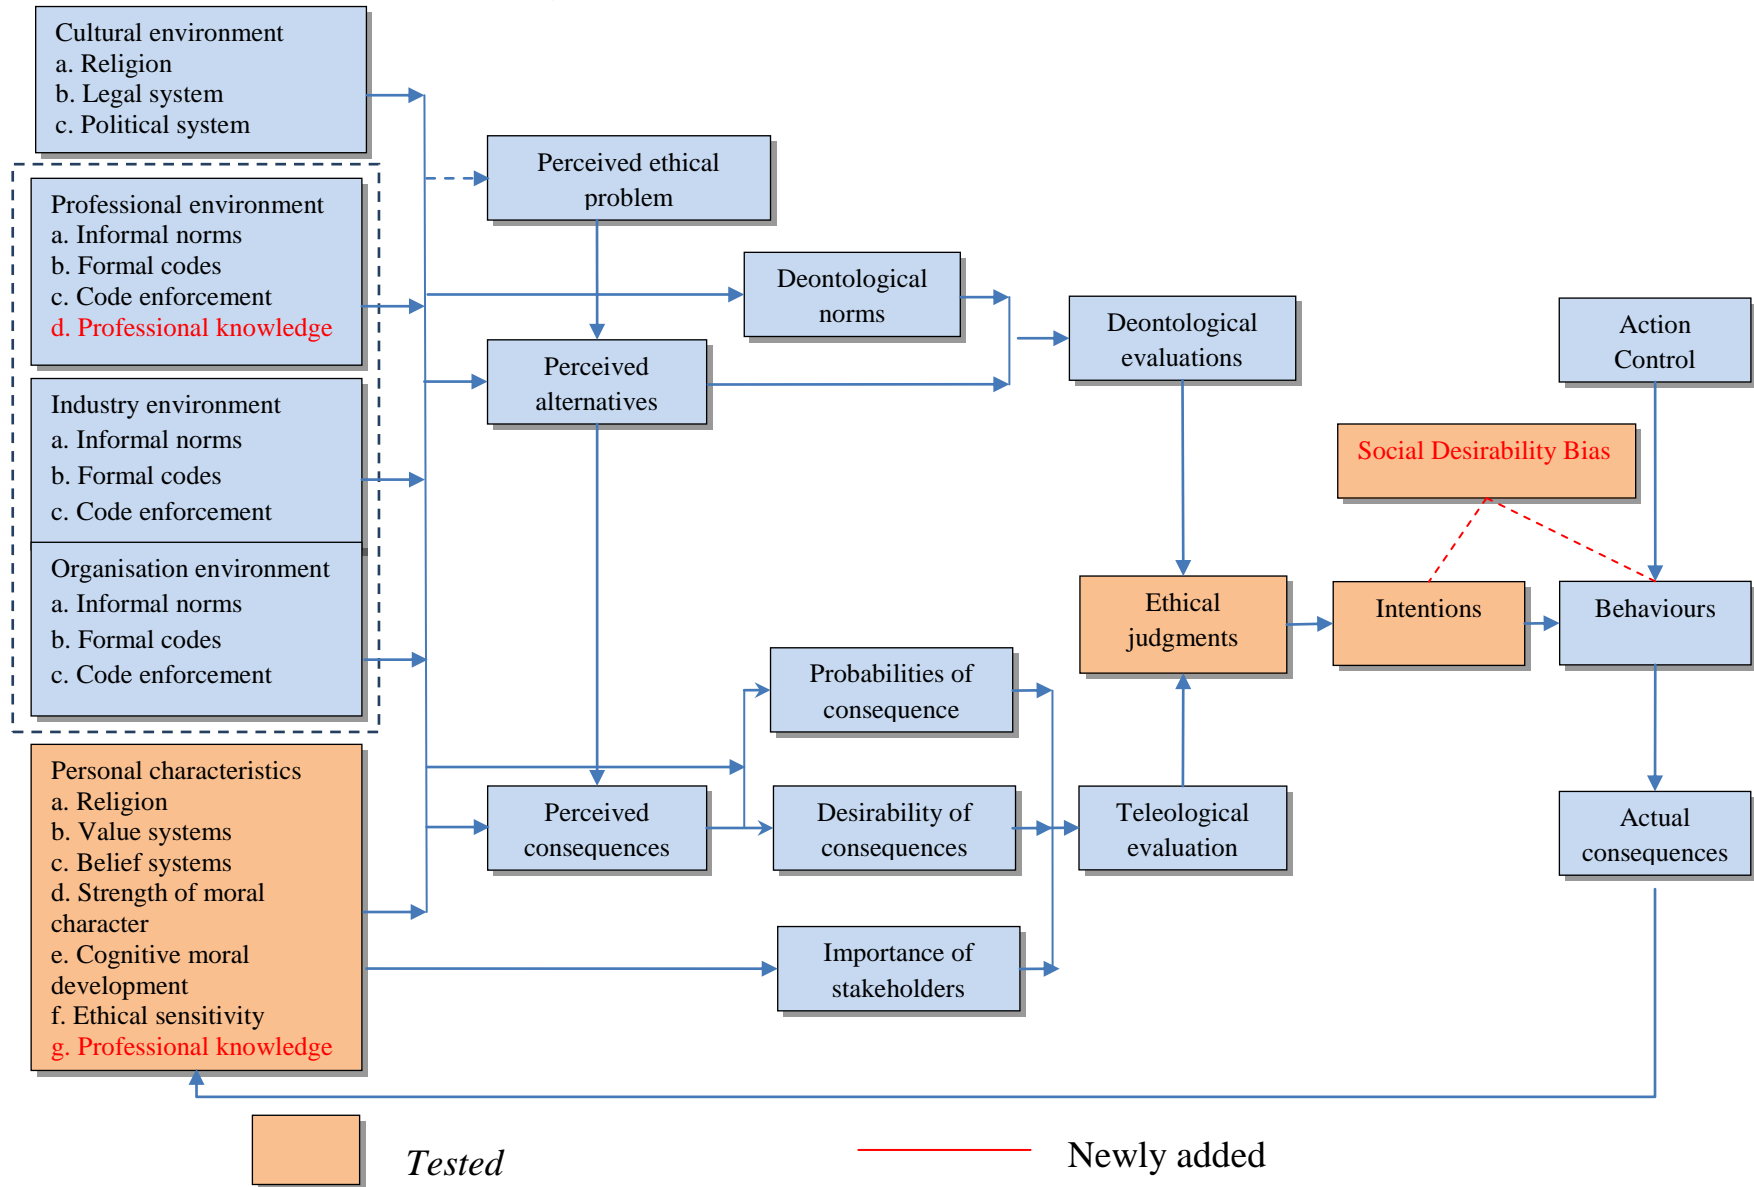 Cultural environment
a. Religion
b. Legal system
c. Political system
Professional environment
a. Informal norms
b. Formal codes
c. Code enforcement
d. Professional knowledge
Industry environment
a. Informal norms
b. Formal codes
c. Code enforcement
Organisation environment
a. Informal norms
b. Formal codes
c. Code enforcement
Personal characteristics
a. Religion
b. Value systems
c. Belief systems
d. Strength of moral
character
e. Cognitive moral
development
f. Ethical sensitivity
g. Professional knowledge
Perceived ethical
problem
Perceived
alternatives
Perceived
consequences
Deontological
norms
Probabilities of
consequence
Desirability of
consequences
Importance of
stakeholders
Deontological
evaluations
Ethical
judgments
Teleological
evaluation
Social Desirability Bias
Intentions
Action
Control
Behaviours
Actual
consequences
Tested
Newly added